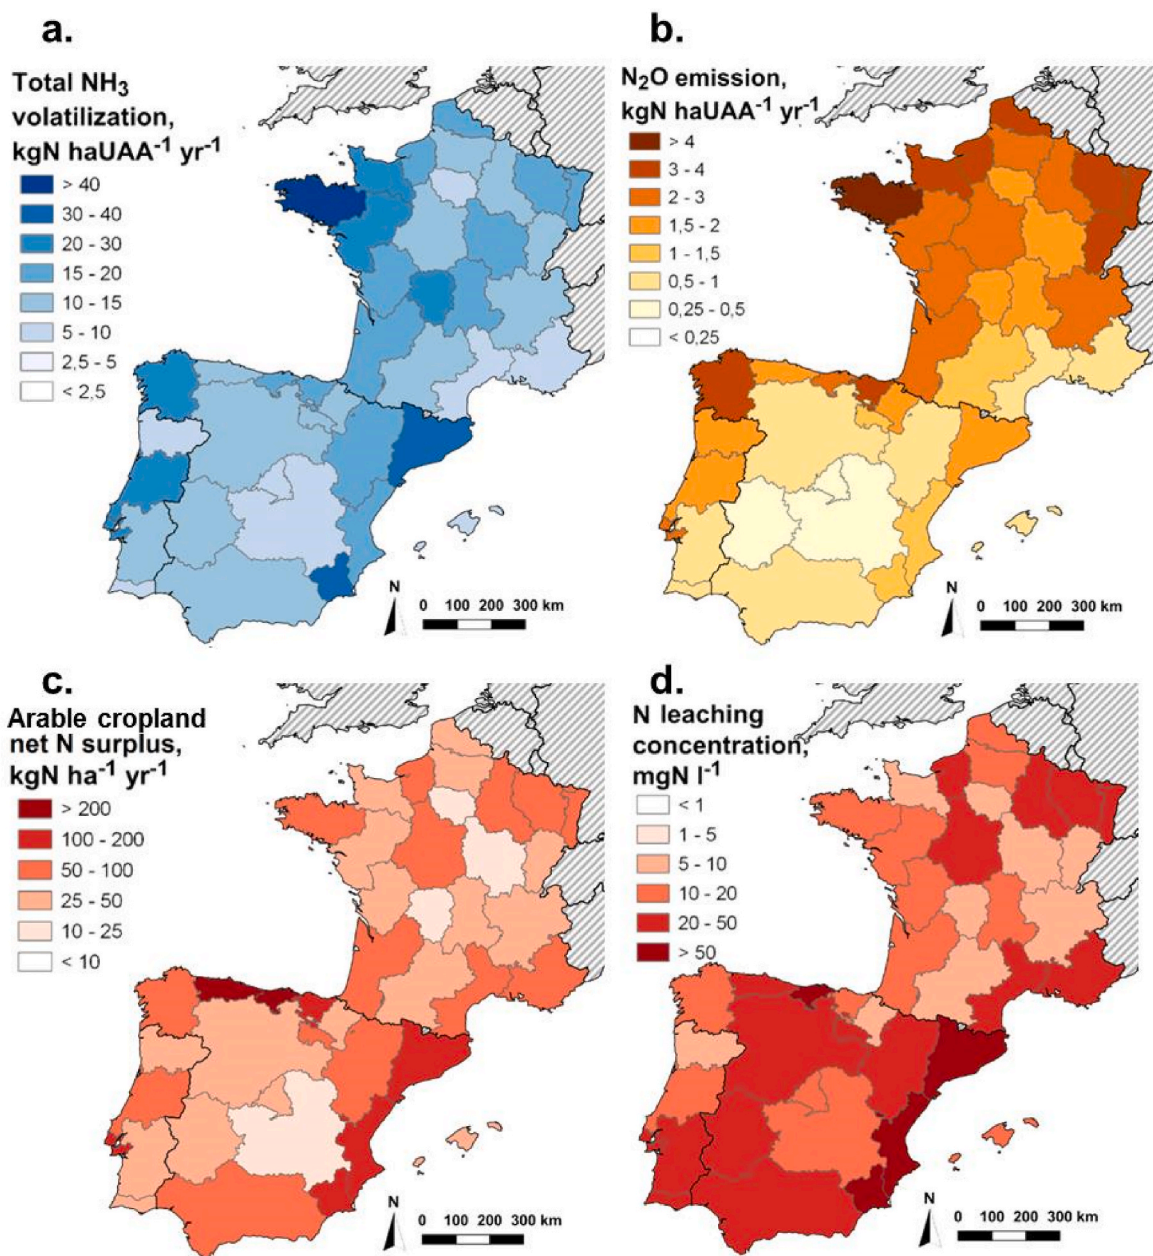 a.
Total NH3
volatilization,
kgN haUAA-1 yr-1
> 40
30 - 40
20 - 30
15 - 20
10 - 15
5 - 10
2,5 - 5
< 2,5
N
0 100 200 300 km
b.
N2O emission,
kgN haUAA-1 yr-1
> 4
3-4
2 - 3
1.5 - 2
1 - 1,5
0,5 - 1
0,25 - 0,5
< 0,25
N
0 100 200 300 km
c.
Arable cropland
net N surplus,
kgN ha-1 yr-1
> 200
100 - 200
50 - 100
25 - 50
10 - 25
< 10
N
0 100 200 300 km
d.
N leaching
concentration,
mgN l-1
< 1
1 - 5
5 - 10
10 - 20
20 - 50
> 50
N
0 100 200 300 km